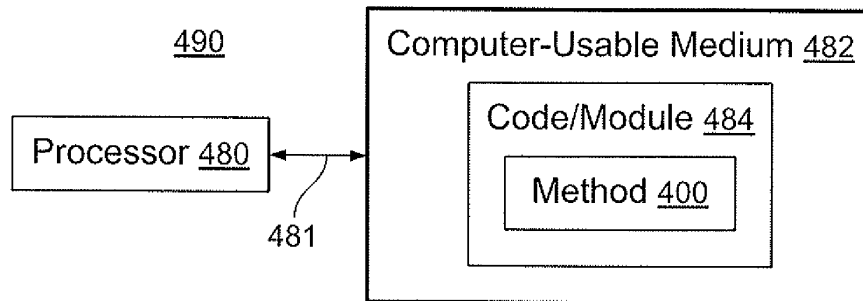 490
Computer-Usable Medium 482
Code/Module 484
Processor 480
Method 400
481